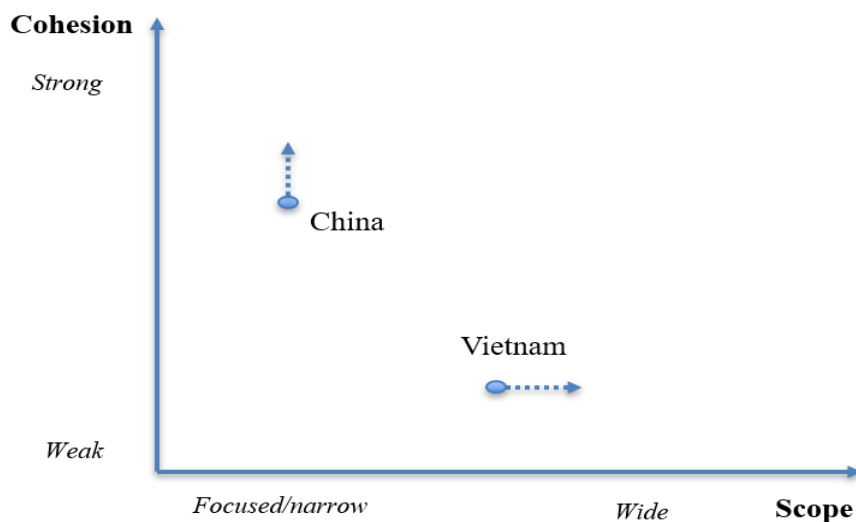 Cohesion
Strong
China
Vietnam
Weak
Focused/narrow
Wide
Scope